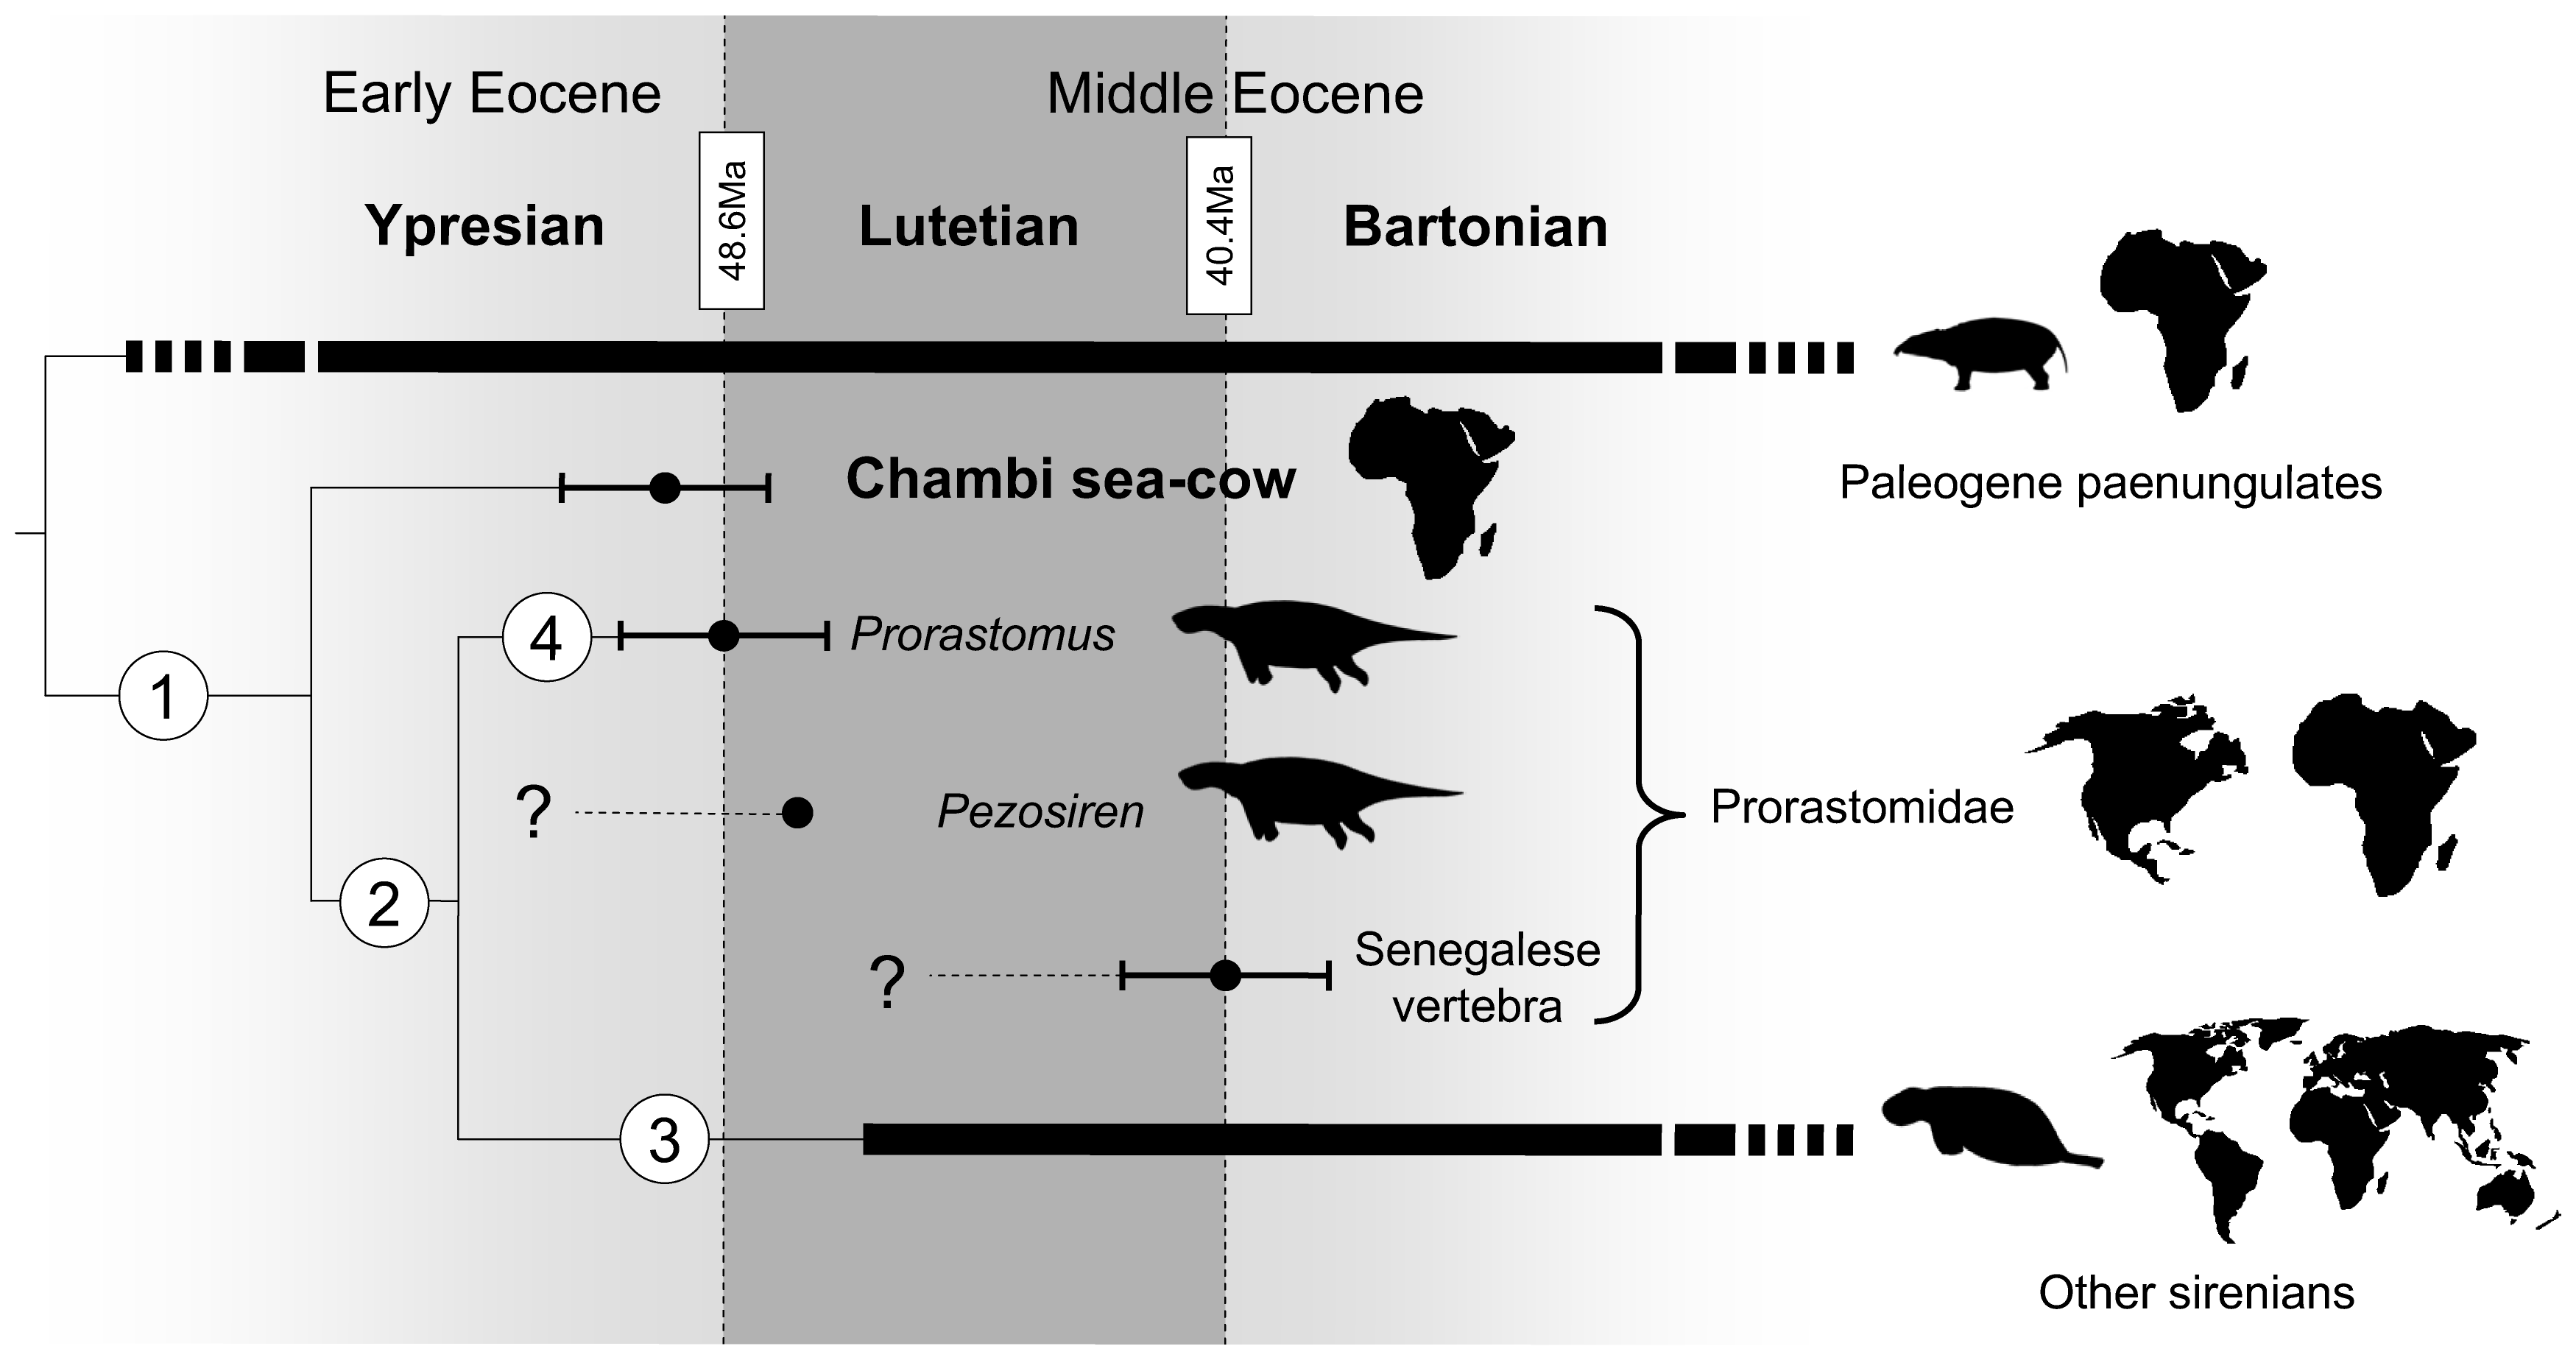 Early Eocene
Middle Eocene
48.6Ma
40.4Ma
Ypresian
Lutetian
Bartonian
Chambi sea-cow
Paleogene paenungulates
4
Prorastomus
1
?
Pezosiren
Prorastomidae
2
?
Senegalese
vertebra
3
Other sirenians